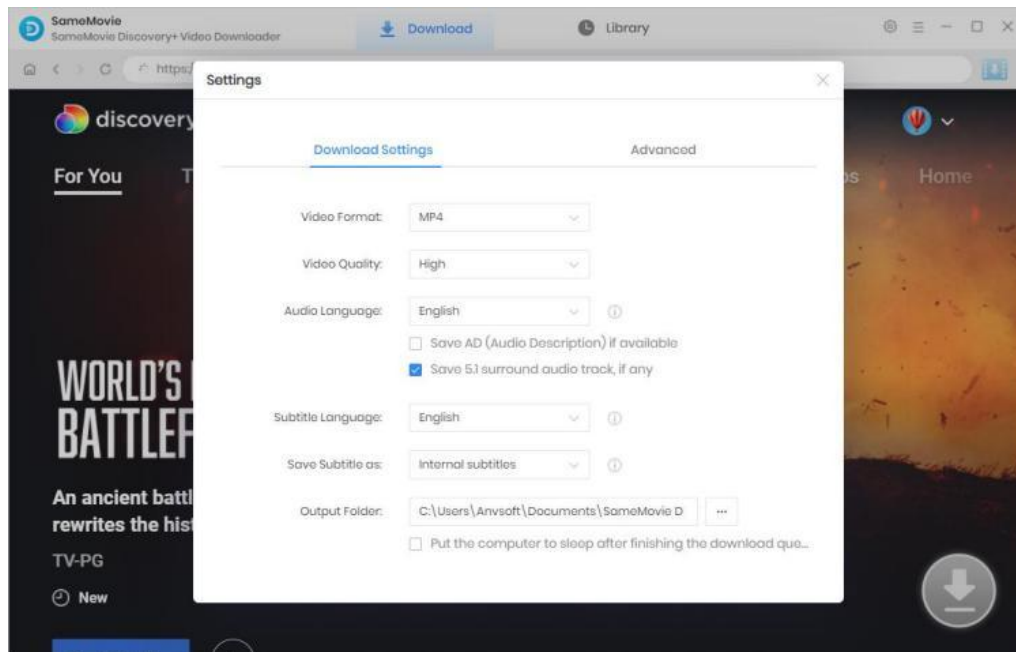 SameMovie
SameMovie Discovery+ Video Downloader
Download
Library
https:/
Settings
discovery
Download Settings
Advanced
For You
T
os
Home
Video Format:
MP4
Video Quality:
High
Audio Language:
English
Save AD (Audio Description) if available
Save 5.1 surround audio track, if any
WORLD'S
BATTLEF
Subtitle Language:
English
Save Subtitle as:
Internal subtitles
An ancient battl
rewrites the hist
Output Folder:
C:\Users\Anvsoft\Documents\SameMovie D
...
Put the computer to sleep after finishing the download que...
TV-PG
New